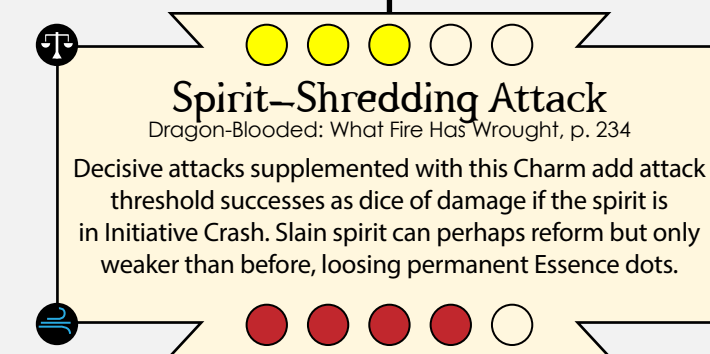 Spirit–Shredding Attack
Dragon-Blooded: What Fire Has Wrought, p. 234
Decisive attacks supplemented with this Charm add attack
threshold successes as dice of damage if the spirit is
in Initiative Crash. Slain spirit can perhaps reform but only
weaker than before, loosing permanent Essence dots.